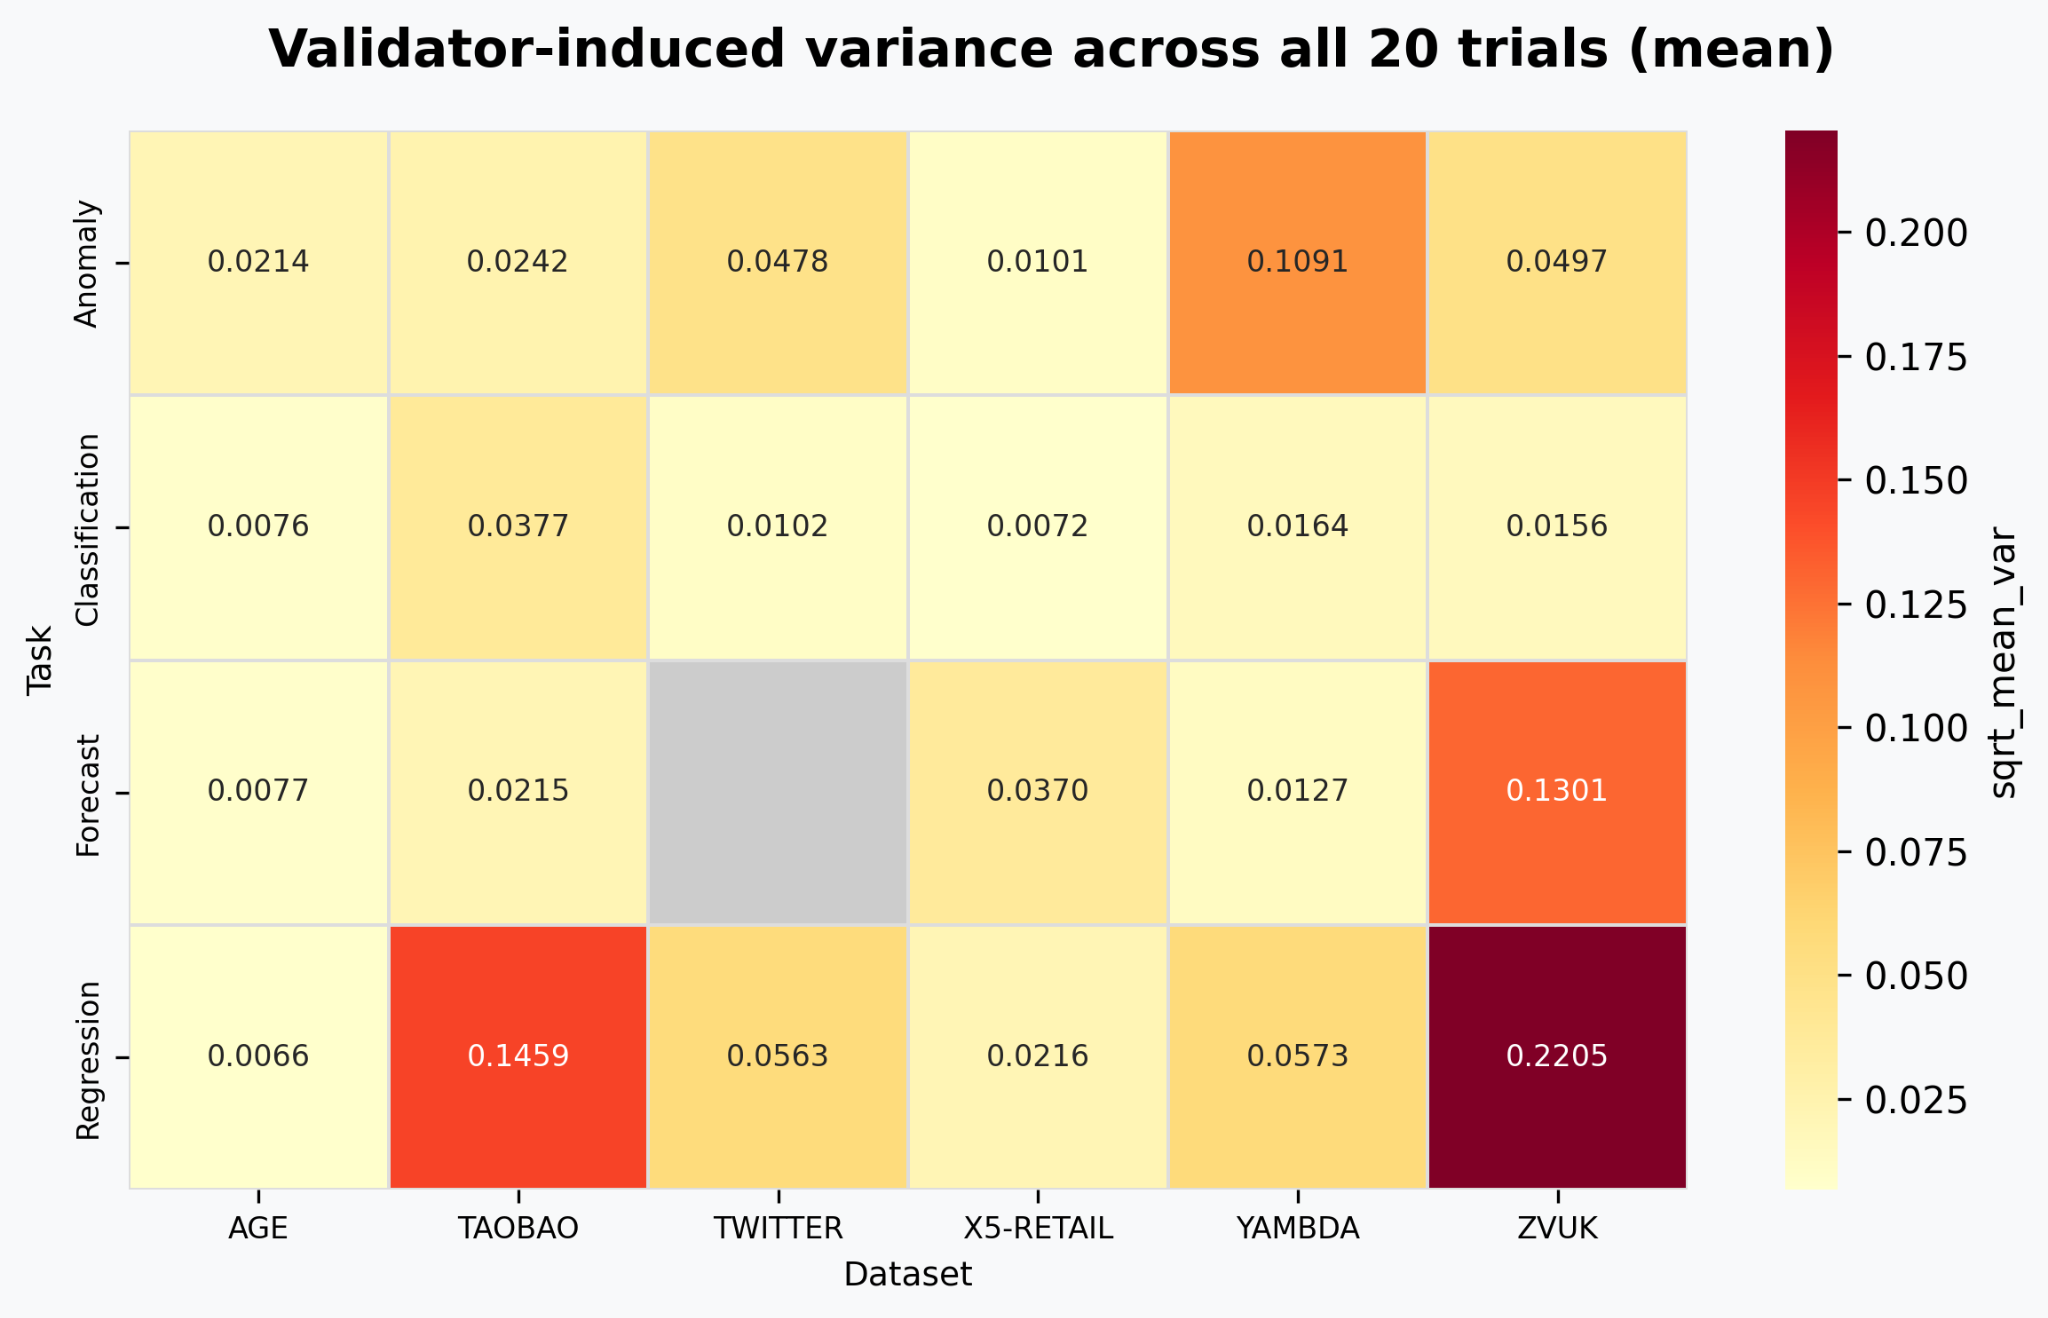 Validator-induced variance across all 20 trials (mean)
Task
Anomaly
0.0214 0.0242 0.0478 0.0101 0.1091 0.0497
Classification
0.0076 0.0377 0.0102 0.0072 0.0164 0.0156
Forecast
0.0077 0.0215 0.0370 0.0127 0.1301
Regression
0.0066 0.1459 0.0563 0.0216 0.0573 0.2205
AGE TAOBAO TWITTER X5-RETAIL YAMBDA ZVUK
Dataset
0.200
0.175
0.150
0.125
0.100
0.075
0.050
0.025
sqrt_mean_var